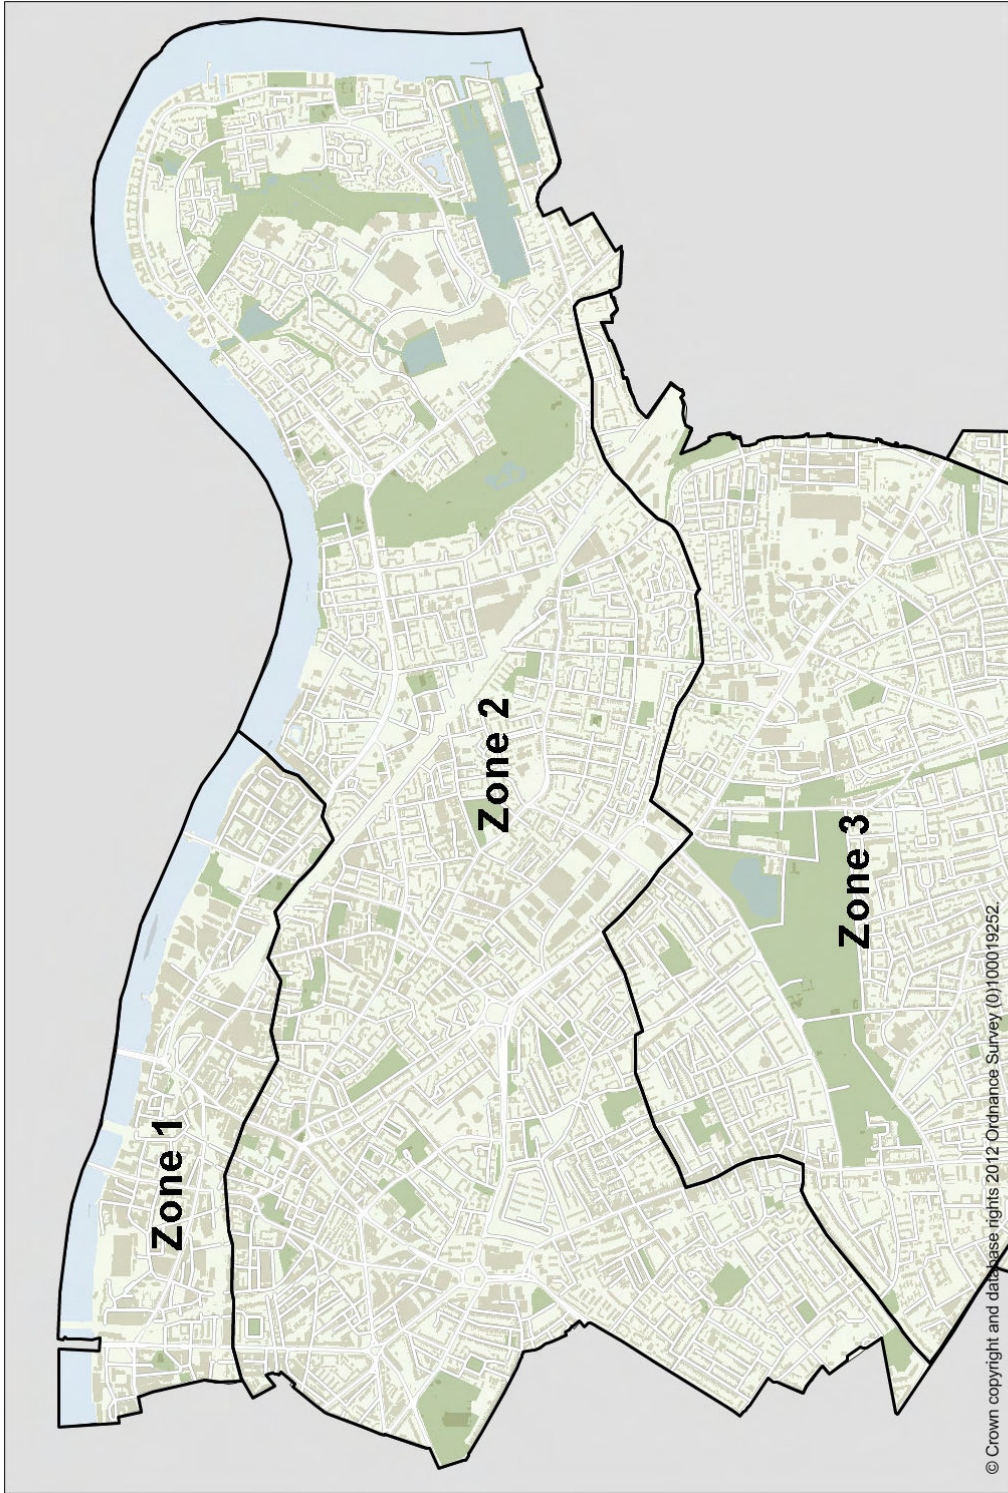 Zone 1
Zone 2
Zone 3
© Crown copyright and database rights 2012 Ordnance Survey (0)100019252.